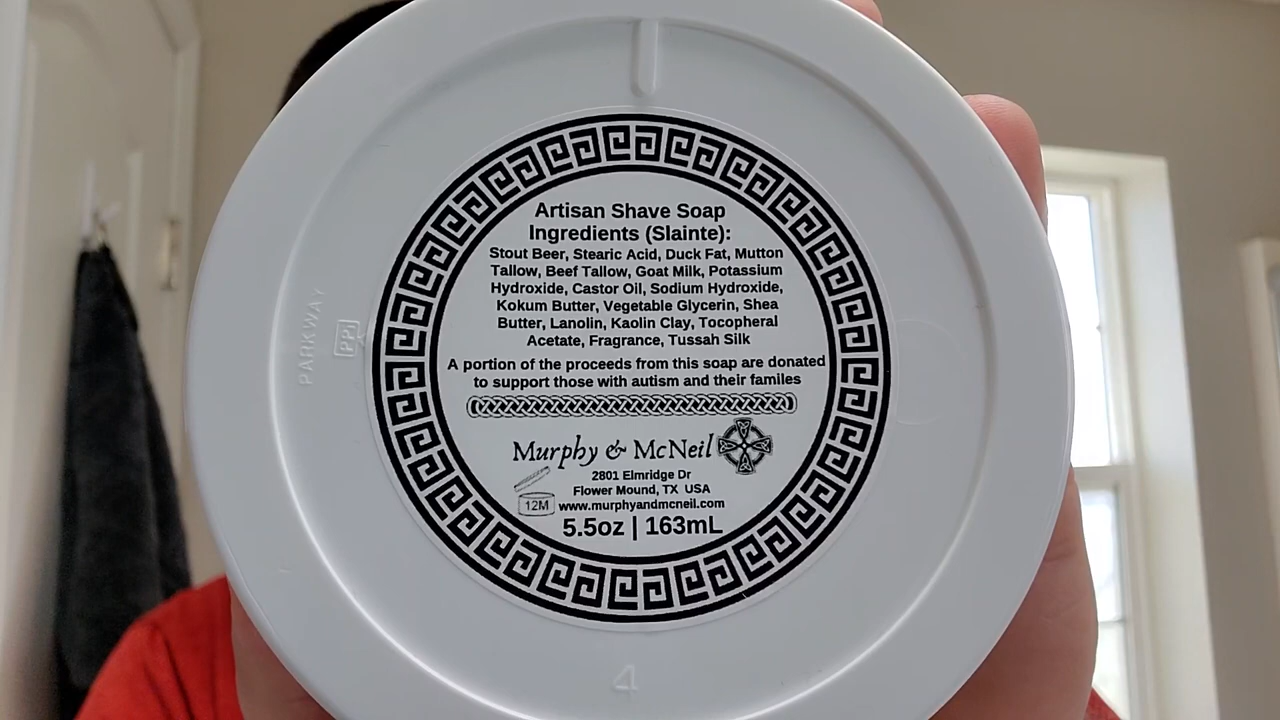 Artisan Shave Soap
Ingredients (Slainte):
Stout Beer, Stearic Acid, Duck Fat, Mutton
Tallow, Beef Tallow, Goat Milk, Potassium
Hydroxide, Castor Oil, Sodium Hydroxide,
Kokum Butter, Vegetable Glycerin, Shea
Butter, Lanolin, Kaolin Clay, Tocopheral
Acetate, Fragrance, Tussah Silk
A portion of the proceeds from this soap are donated
to support those with autism and their familes
Murphy & McNeil
2801 Elmridge Dr
Flower Mound, TX USA
12M www.murphyandmcneil.com
5.5oz | 163mL
PARKWAY
PPi
4